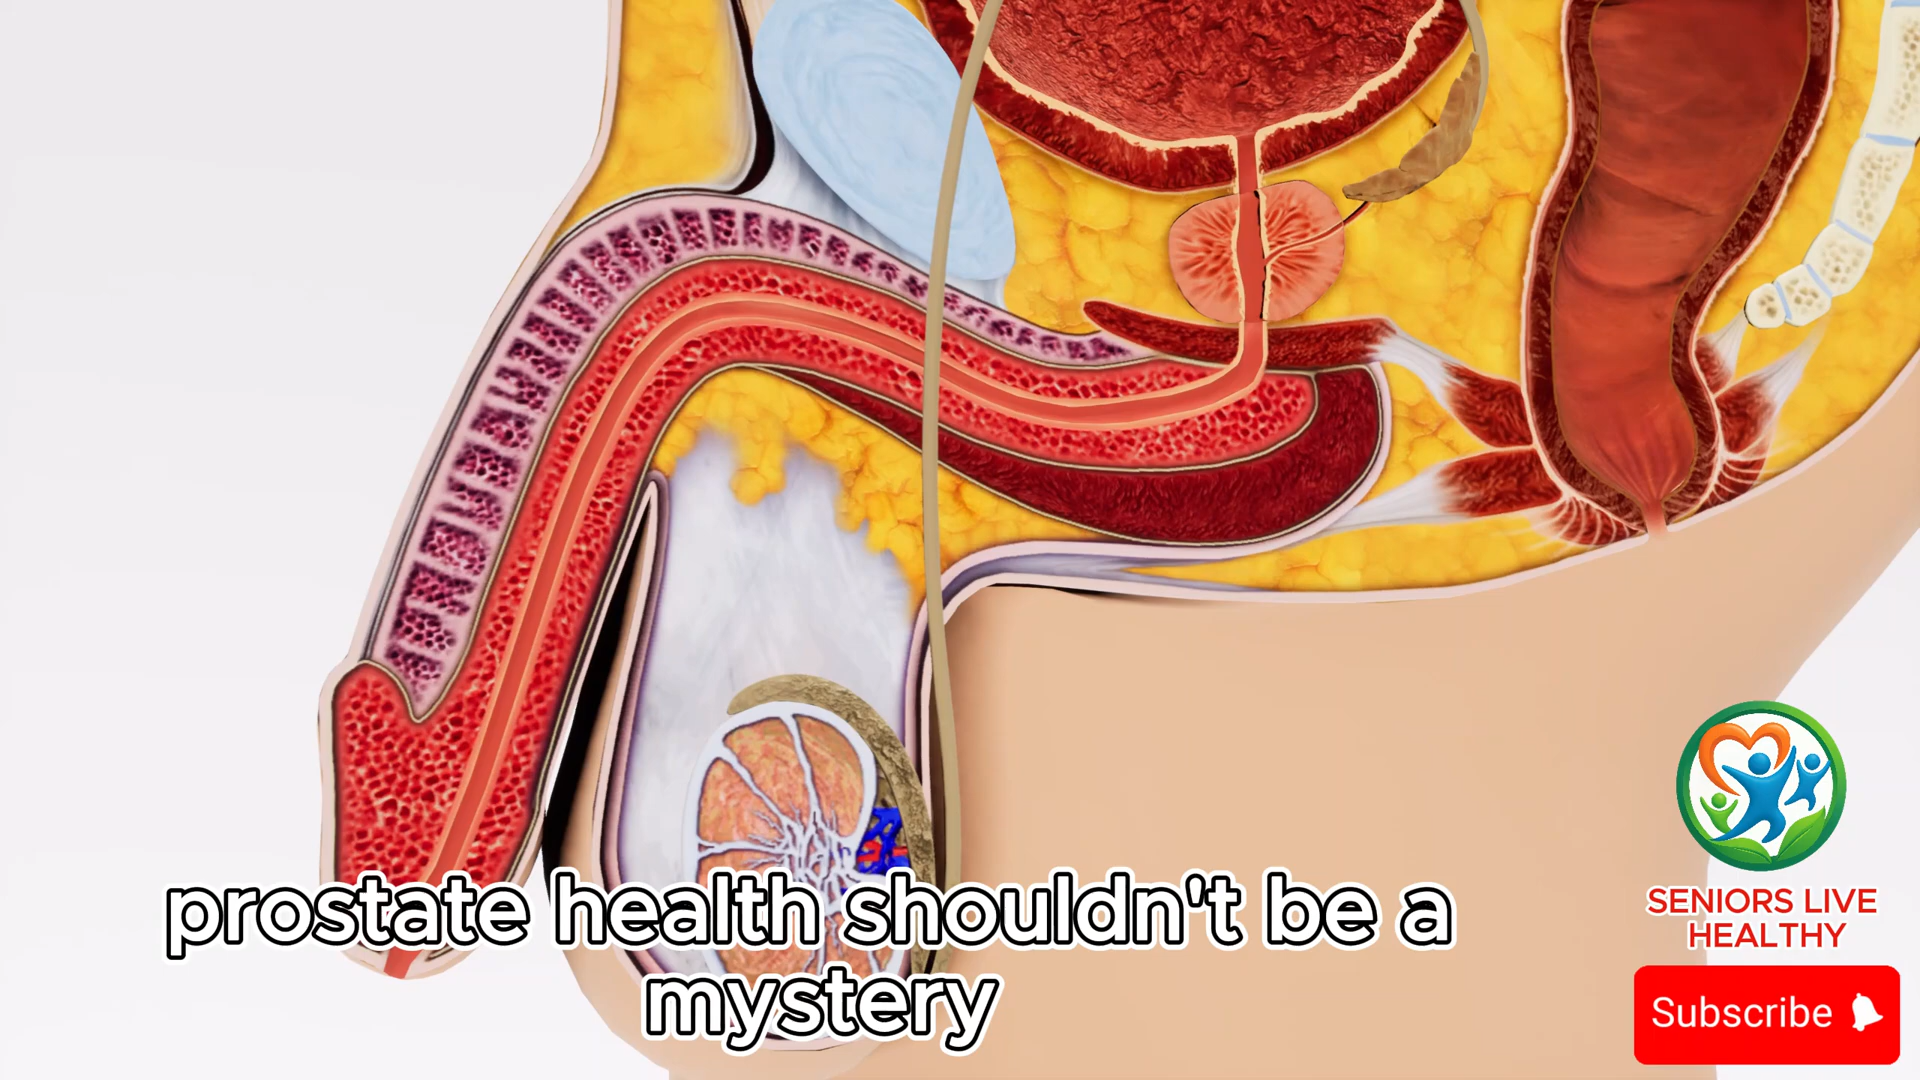 prostate health shouldn't be a
mystery
SENIORS LIVE
HEALTHY
Subscribe